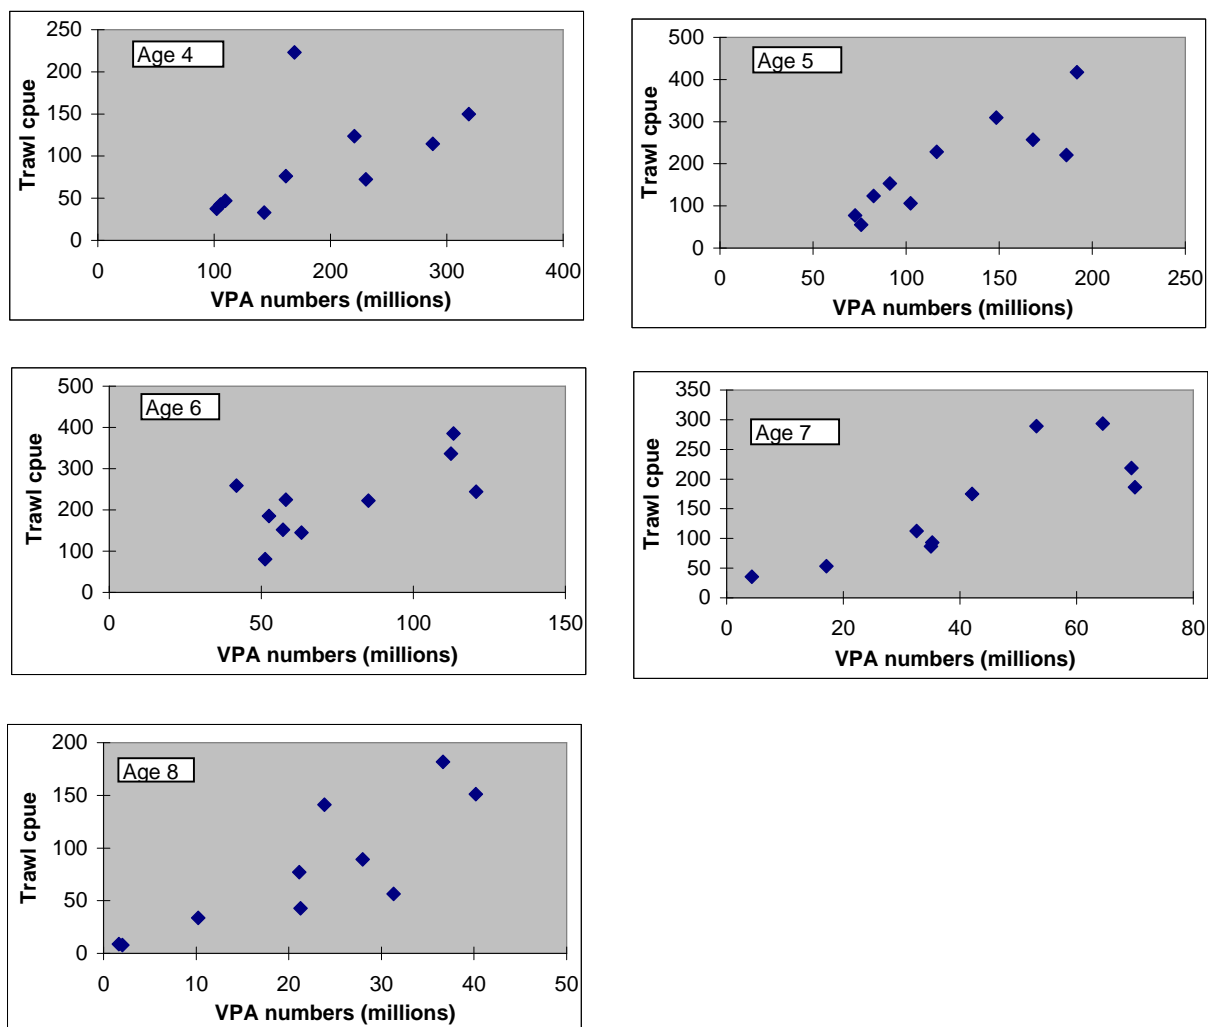 Age 4
Trawl cpue
250
200
150
100
50
0
0 100 200 300 400
VPA numbers (millions)
Age 5
Trawl cpue
500
400
300
200
100
0
0 50 100 150 200 250
VPA numbers (millions)
Age 6
Trawl cpue
500
400
300
200
100
0
0 50 100 150
VPA numbers (millions)
Age 7
Trawl cpue
350
300
250
200
150
100
50
0
0 20 40 60 80
VPA numbers (millions)
Age 8
Trawl cpue
200
150
100
50
0
0 10 20 30 40 50
VPA numbers (millions)